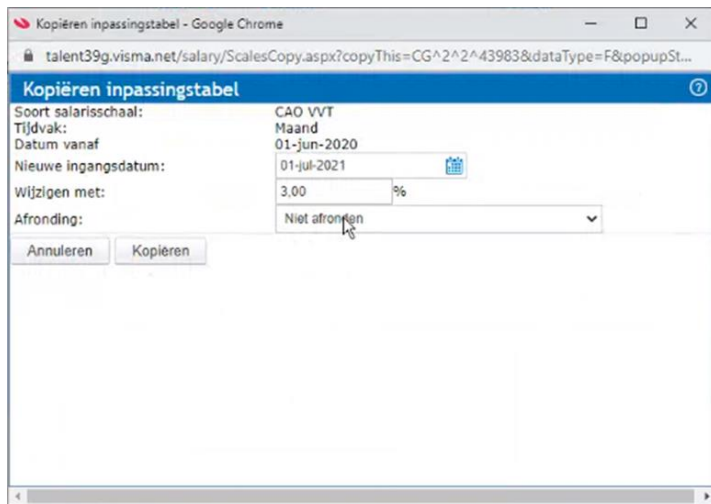 Kopiëren inpassingstabel - Google Chrome
talent39g.visma.net/salary/ScalesCopy.aspx?copyThis=CG^2^2^43983&dataType=F&popupSt...
Kopiëren inpassingstabel
Soort salarisschaal: CAO VVT
Tijdvak: Maand
Datum vanaf 01-jun-2020
Nieuwe ingangsdatum: 01-jul-2021
Wijzigen met: 3,00 %
Afronding: Niet afronden
Annuleren Kopiëren